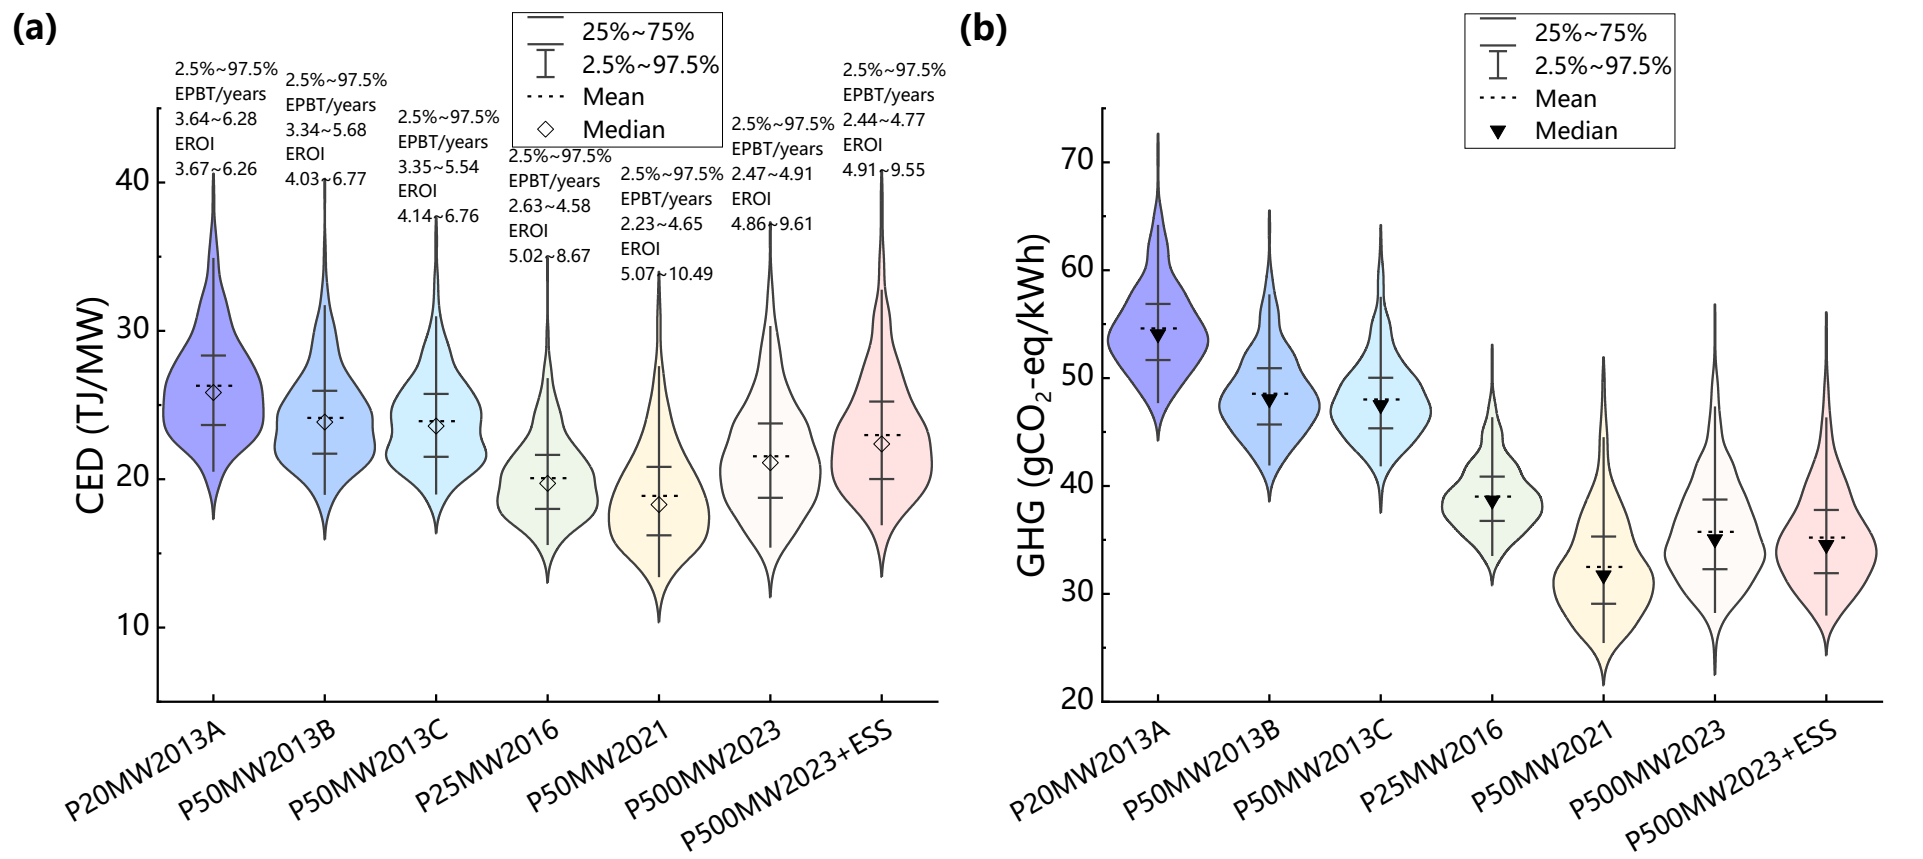 (a)
25%~75%
2.5%~97.5%
Mean
Median
2.5%~97.5%
EPBT/years
3.64~6.28
EROI
3.67~6.26
2.5%~97.5%
EPBT/years
3.34~5.68
EROI
4.03~6.77
2.5%~97.5%
EPBT/years
3.35~5.54
EROI
4.14~6.76
2.5%~97.5%
EPBT/years
2.63~4.58
EROI
5.02~8.67
2.5%~97.5%
EPBT/years
2.23~4.65
EROI
5.07~10.49
2.5%~97.5%
EPBT/years
2.47~4.91
EROI
4.86~9.61
2.5%~97.5%
EPBT/years
2.44~4.77
EROI
4.91~9.55
CED (TJ/MW)
40
30
20
10
P20MW2013A
P50MW2013B
P50MW2013C
P25MW2016
P50MW2021
P500MW2023
P500MW2023+ESS
(b)
25%~75%
2.5%~97.5%
Mean
Median
GHG (gCO₂-eq/kWh)
70
60
50
40
30
20
P20MW2013A
P50MW2013B
P50MW2013C
P25MW2016
P50MW2021
P500MW2023
P500MW2023+ESS